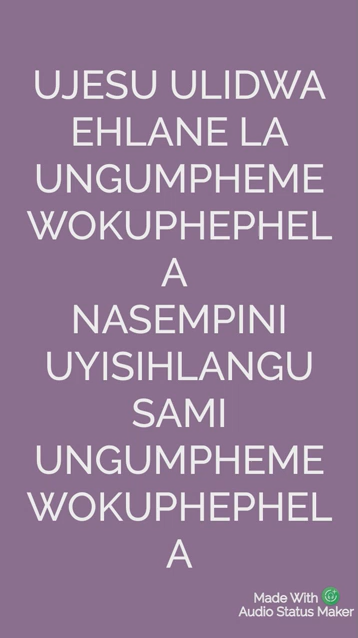 UJESU ULIDWA
EHLANE LA
UNGUMPHEME
WOKUPHEPHEL
A
NASEMPINI
UYISIHLANGU
SAMI
UNGUMPHEME
WOKUPHEPHEL
A
Made With
Audio Status Maker